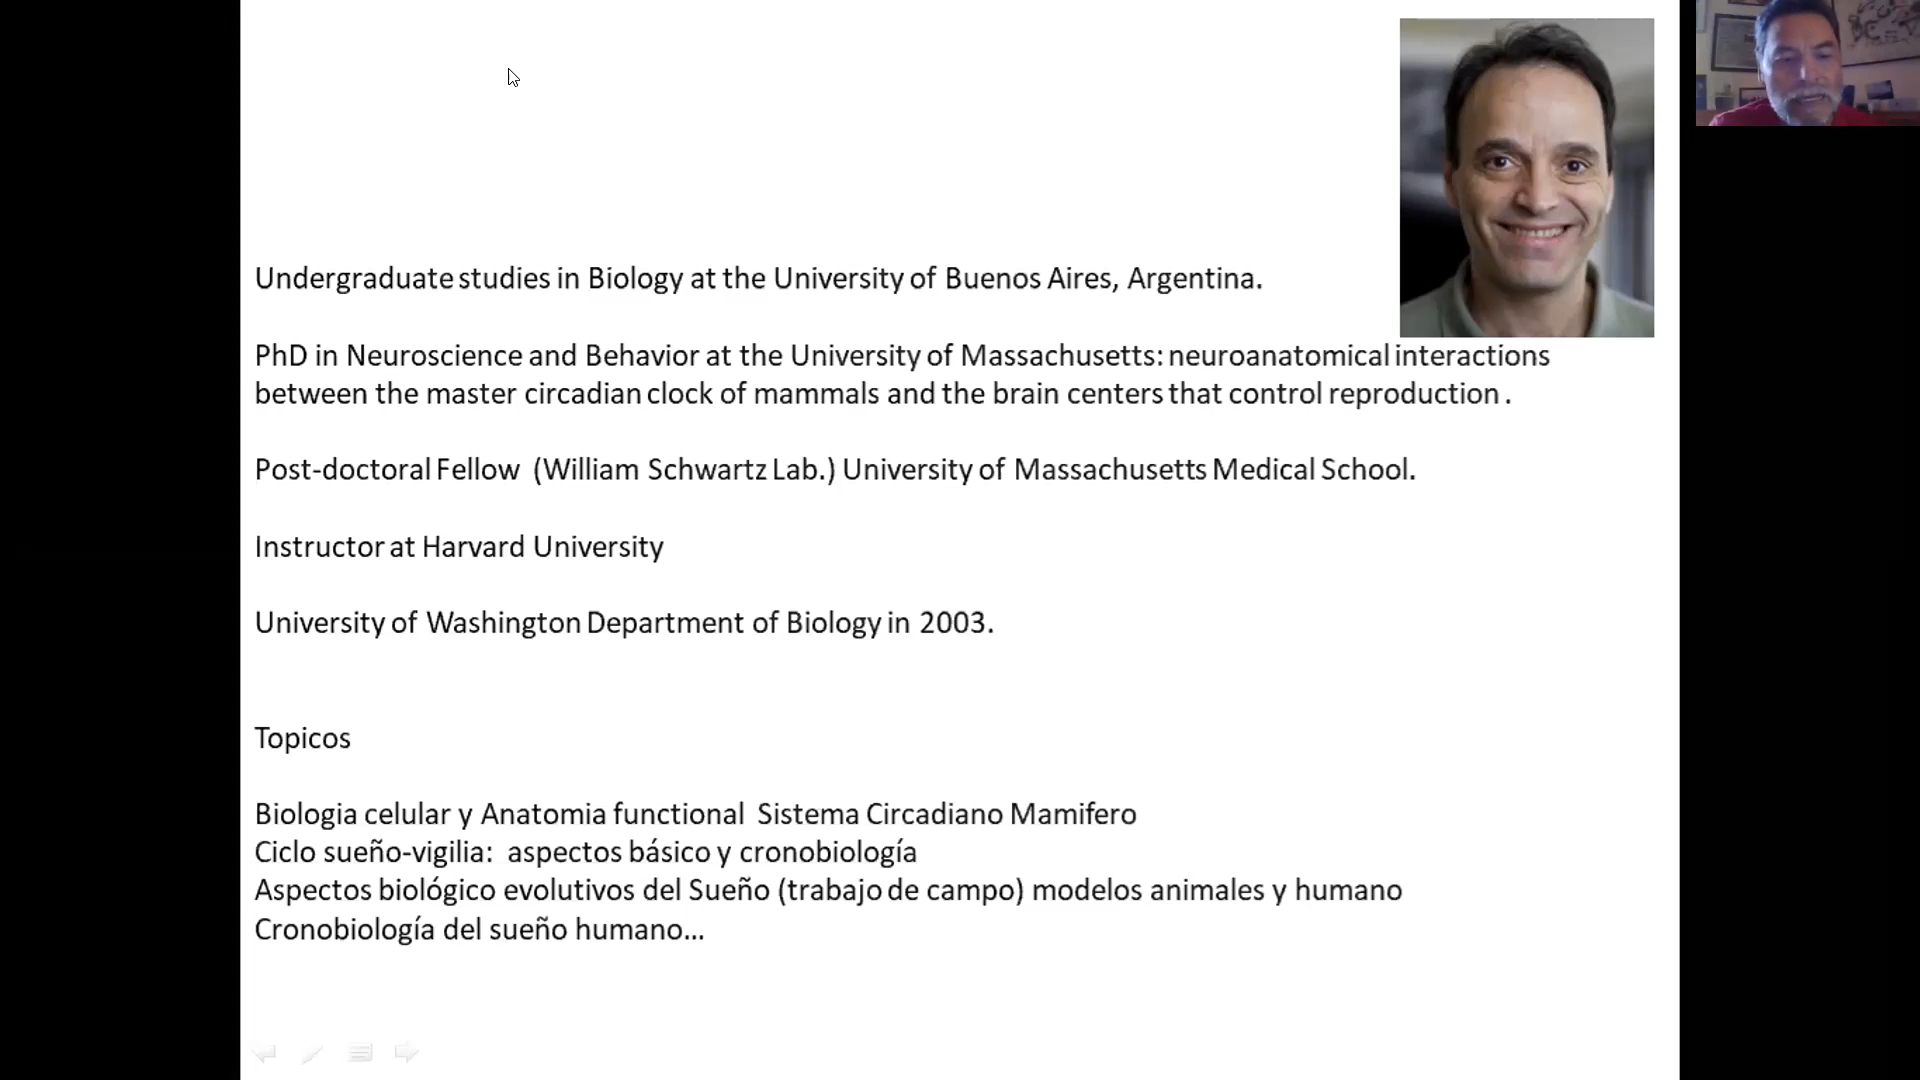 Undergraduate studies in Biology at the University of Buenos Aires, Argentina.
PhD in Neuroscience and Behavior at the University of Massachusetts: neuroanatomical interactions
between the master circadian clock of mammals and the brain centers that control reproduction .
Post-doctoral Fellow (William Schwartz Lab.) University of Massachusetts Medical School.
Instructor at Harvard University
University of Washington Department of Biology in 2003.
Topicos
Biologia celular y Anatomia functional Sistema Circadiano Mamifero
Ciclo sueño-vigilia: aspectos básico y cronobiología
Aspectos biológico evolutivos del Sueño (trabajo de campo) modelos animales y humano
Cronobiología del sueño humano...